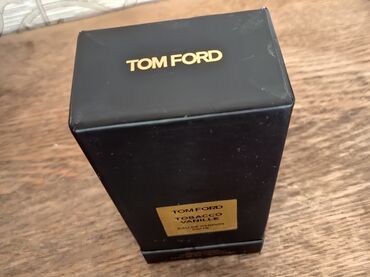 TOM FORD
TOM FORD
TOBACCO
VANILLE
EAU DE PARFUM